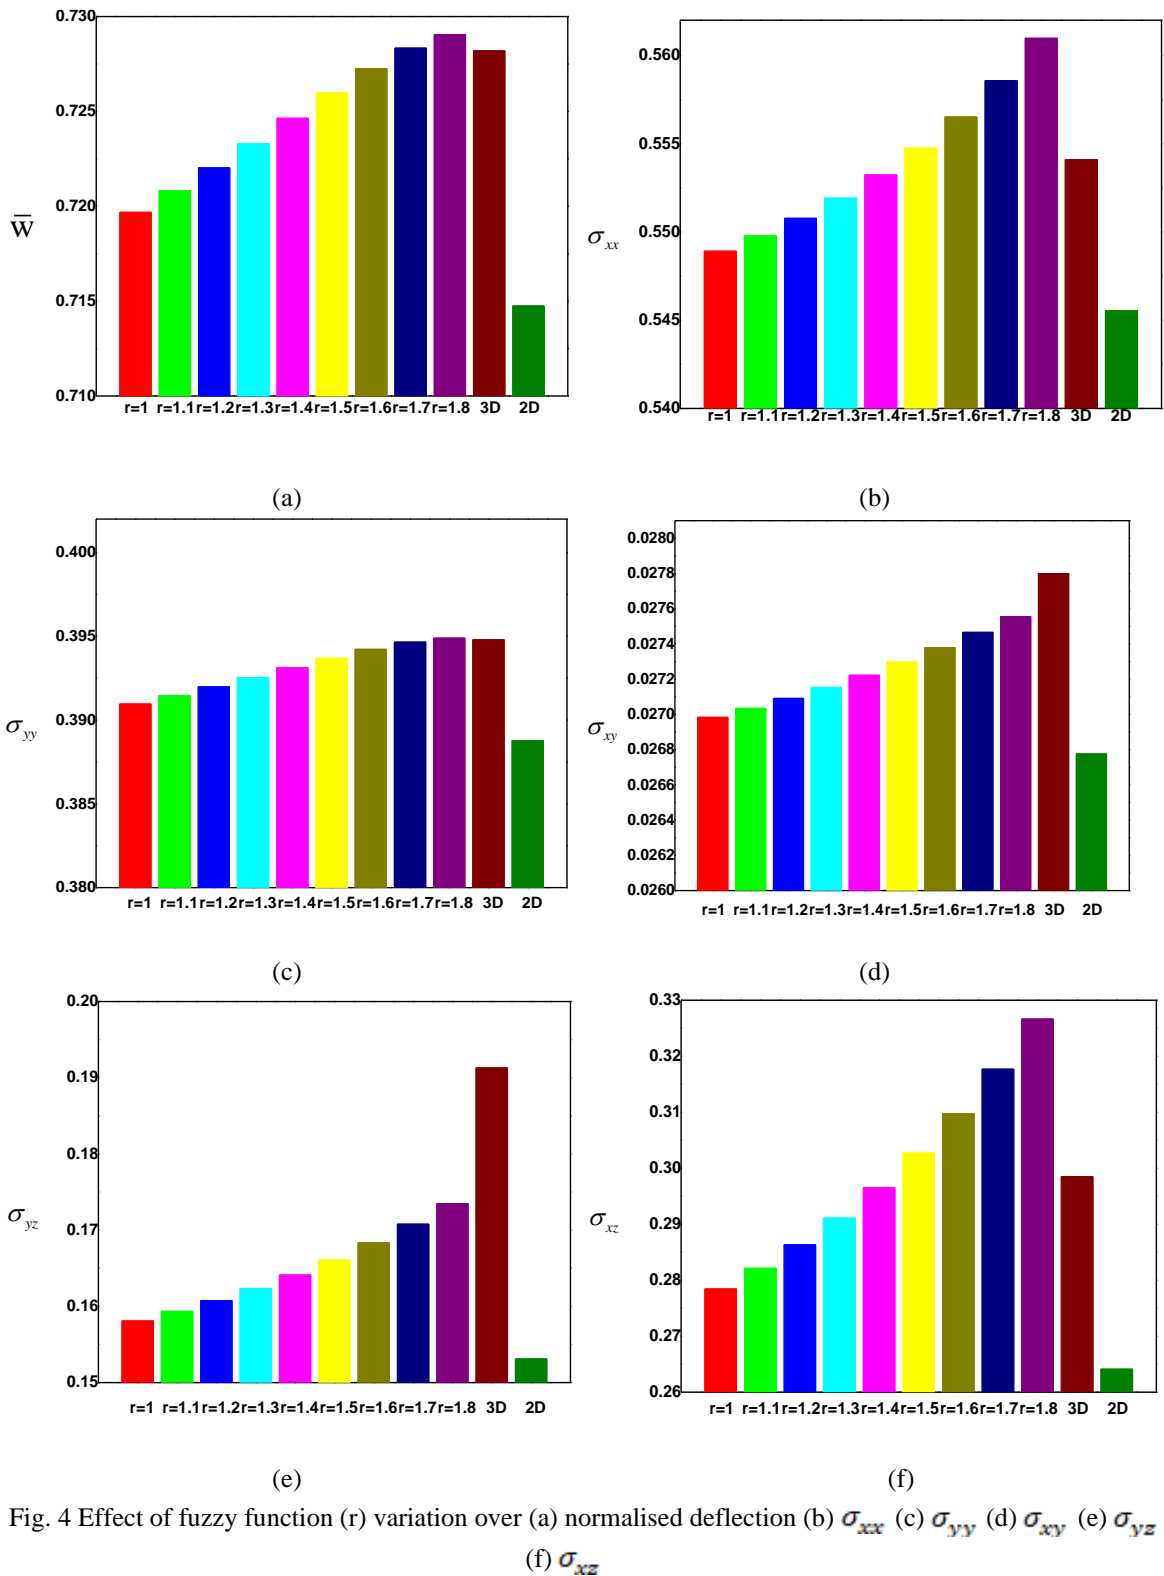 0.730
0.725
0.720
0.715
0.710
w̅
r=1 r=1.1 r=1.2 r=1.3 r=1.4 r=1.5 r=1.6 r=1.7 r=1.8 3D 2D
(a)
0.560
0.555
0.550
0.545
0.540
σxx
r=1 r=1.1 r=1.2 r=1.3 r=1.4 r=1.5 r=1.6 r=1.7 r=1.8 3D 2D
(b)
0.400
0.395
0.390
0.385
0.380
σyy
r=1 r=1.1 r=1.2 r=1.3 r=1.4 r=1.5 r=1.6 r=1.7 r=1.8 3D 2D
(c)
0.0280
0.0278
0.0276
0.0274
0.0272
0.0270
0.0268
0.0266
0.0264
0.0262
0.0260
σxy
r=1 r=1.1 r=1.2 r=1.3 r=1.4 r=1.5 r=1.6 r=1.7 r=1.8 3D 2D
(d)
0.20
0.19
0.18
0.17
0.16
0.15
σyz
r=1 r=1.1 r=1.2 r=1.3 r=1.4 r=1.5 r=1.6 r=1.7 r=1.8 3D 2D
(e)
0.33
0.32
0.31
0.30
0.29
0.28
0.27
0.26
σxz
r=1 r=1.1 r=1.2 r=1.3 r=1.4 r=1.5 r=1.6 r=1.7 r=1.8 3D 2D
(f)
Fig. 4 Effect of fuzzy function (r) variation over (a) normalised deflection (b) σxx (c) σyy (d) σxy (e) σyz
(f) σxz